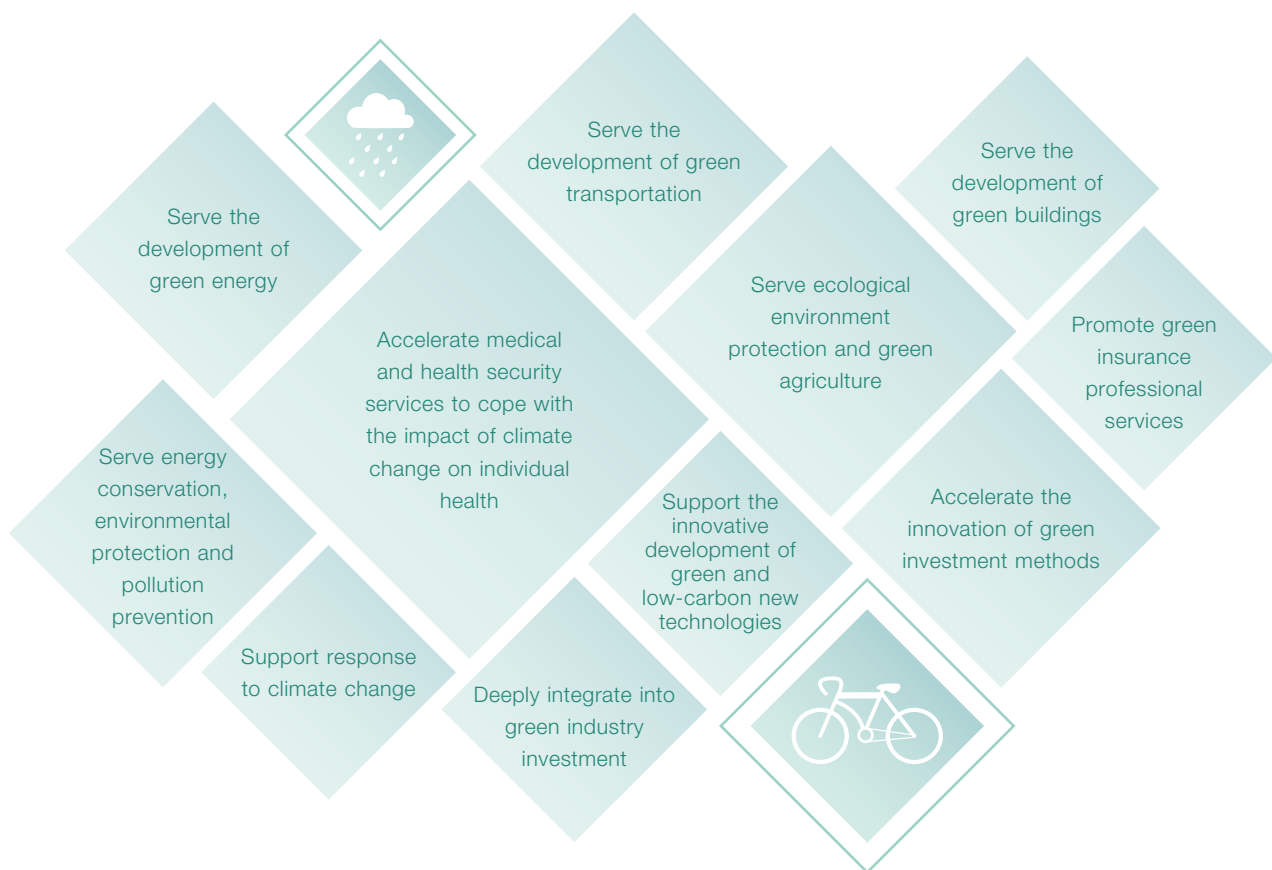 Serve the
development of
green energy
Serve the
development of green
transportation
Serve the
development of
green buildings
Accelerate medical
and health security
services to cope with
the impact of climate
change on individual
health
Serve ecological
environment
protection and green
agriculture
Promote green
insurance
professional
services
Serve energy
conservation,
environmental
protection and
pollution
prevention
Support the
innovative
development of
green and
low-carbon new
technologies
Accelerate the
innovation of green
investment methods
Support response
to climate change
Deeply integrate into
green industry
investment